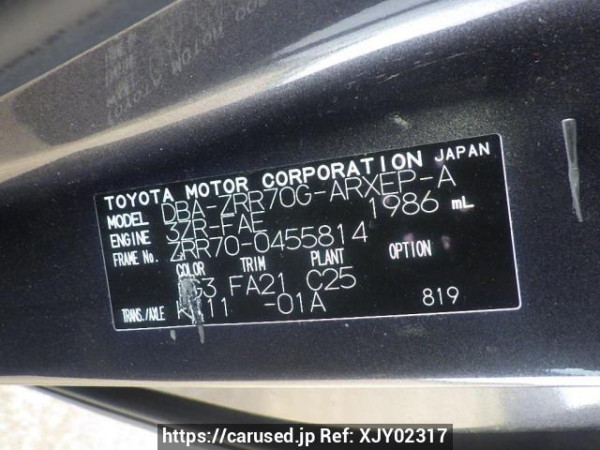 TOYOTA MOTOR CORPORATION JAPAN
MODEL DBA-ZRR70G-ARXEP-A
ENGINE 3ZR-FAE 1986 mL
FRAME No. ZRR70-0455814
COLOR TRIM PLANT OPTION
FA21 C25
TRANS./AXLE -01A 819
https://carused.jp Ref: XJY02317